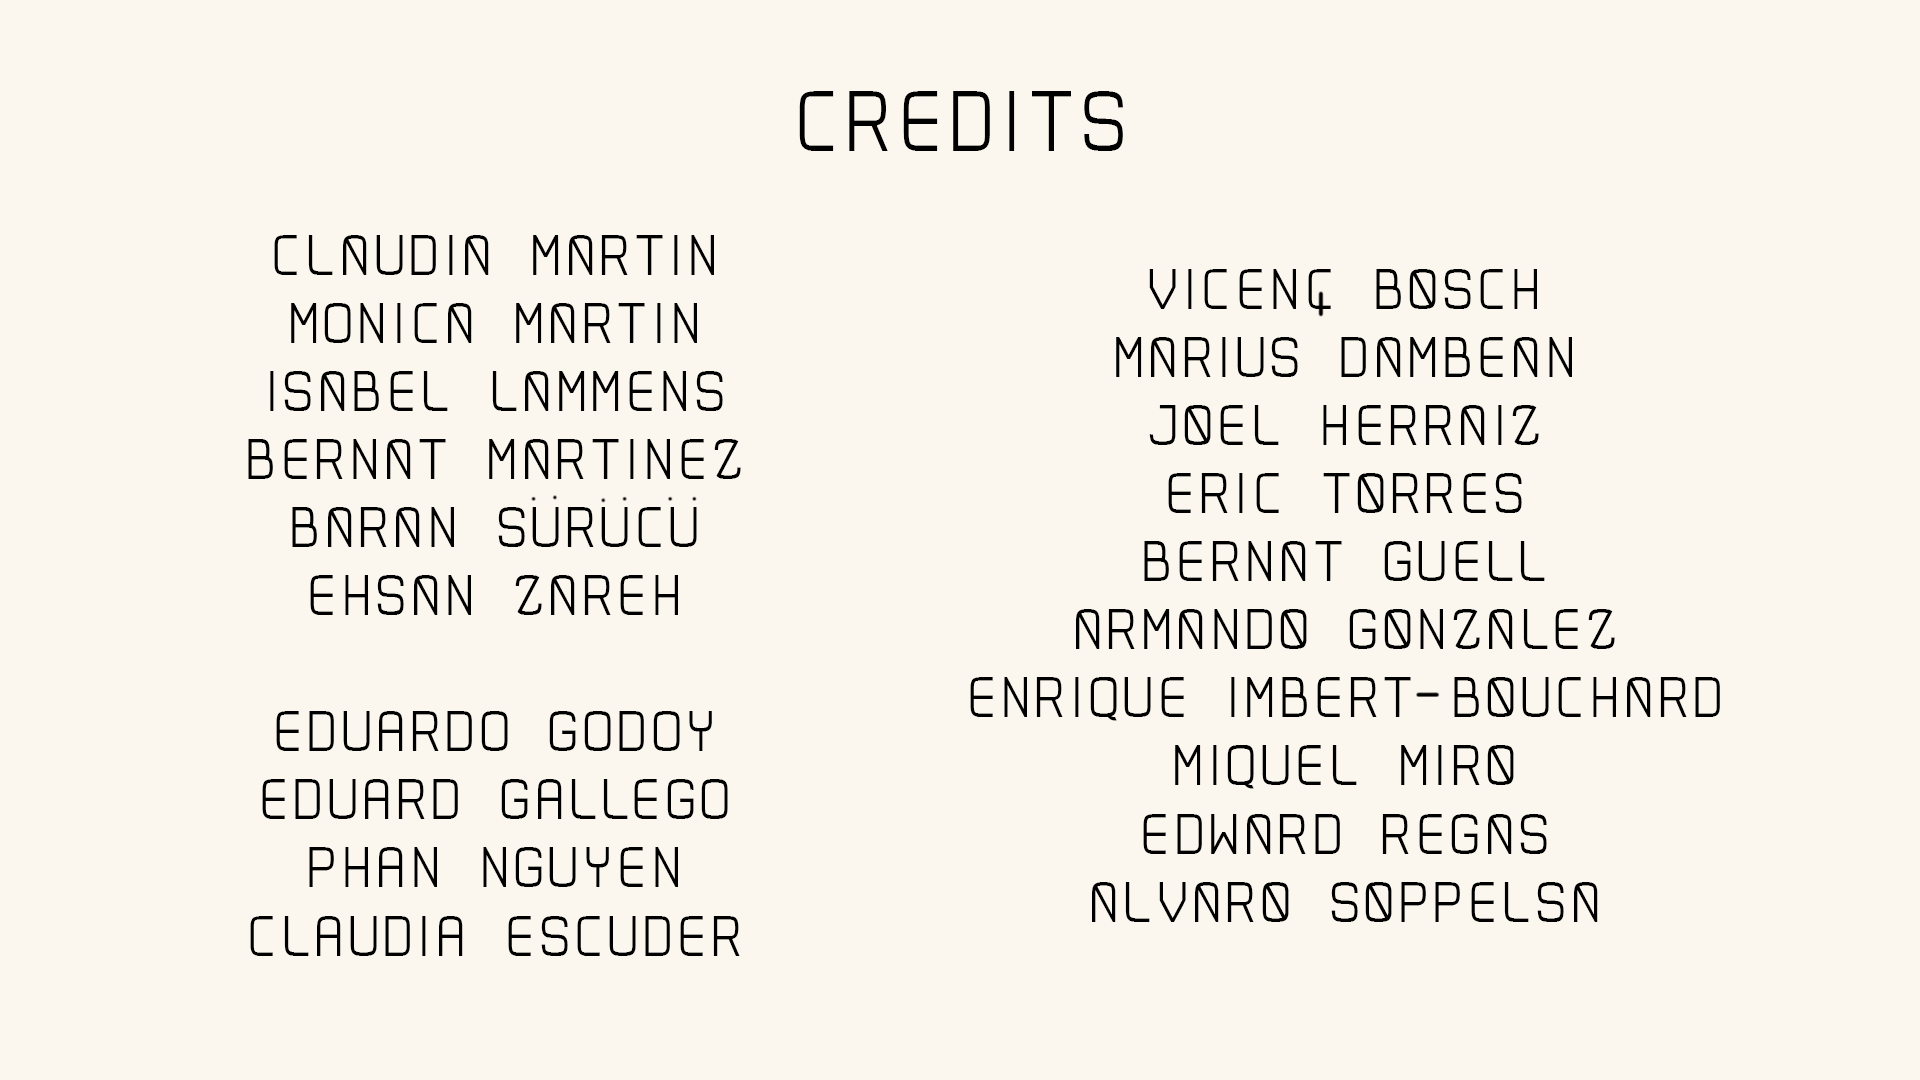 CREDITS
CLAUDIA MARTIN
MONICA MARTIN
ISABEL LAMMENS
BERNAT MARTINEZ
BARAN SÜRÜCÜ
EHSAN ZAREH
EDUARDO GODOY
EDUARD GALLEGO
PHAN NGUYEN
CLAUDIA ESCUDER
VICENÇ BOSCH
MARIUS DAMBEAN
JOEL HERRAIZ
ERIC TORRES
BERNAT GUELL
ARMANDO GONZALEZ
ENRIQUE IMBERT-BOUCHARD
MIQUEL MIRO
EDWARD REGAS
ALVARO SOPPELSA